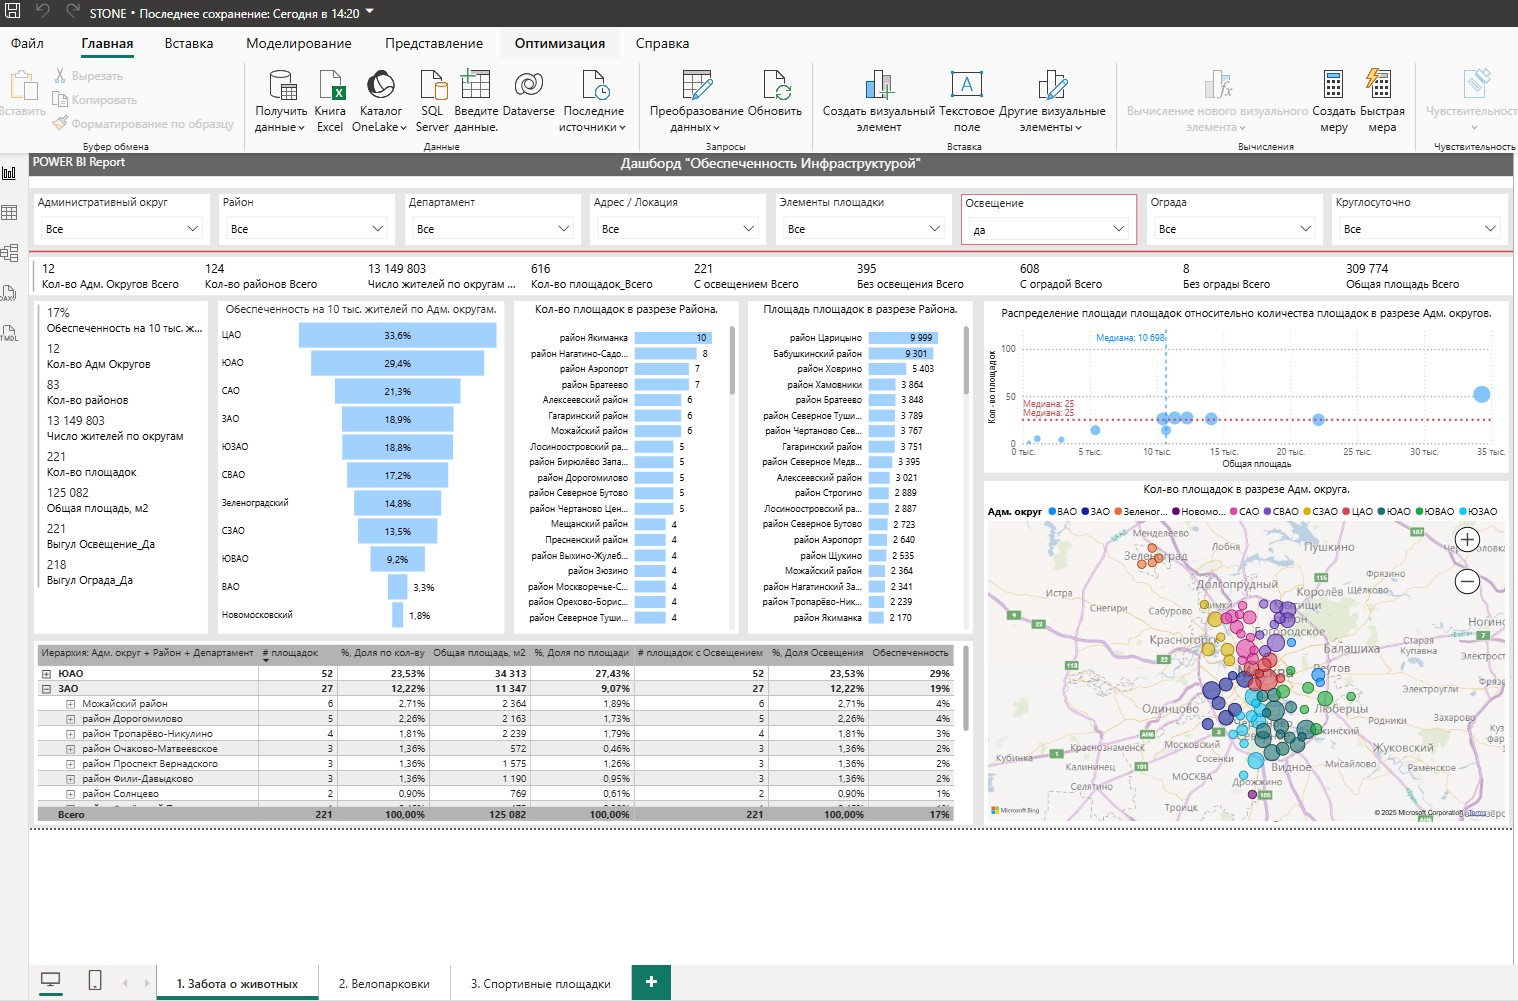 STONE • Последнее сохранение: Сегодня в 14:20
Файл Главная Вставка Моделирование Представление Оптимизация Справка
Вставить
Вырезать
Копировать
Форматирование по образцу
Буфер обмена
Получить данные
Книга Excel
Каталог OneLake
SQL Server
Введите данные.
Dataverse
Последние источники
Данные
Преобразование данных
Обновить
Запросы
Создать визуальный элемент
Текстовое поле
Другие визуальные элементы
Вставка
Вычисление нового визуального элемента
Создать меру
Быстрая мера
Вычисления
Чувствительность
POWER BI Report
Дашборд "Обеспеченность Инфраструктурой"
Административный округ
Все
Район
Все
Департамент
Все
Адрес / Локация
Все
Элементы площадки
Все
Освещение
да
Ограда
Все
Круглосуточно
Все
12
Кол-во Адм. Округов Всего
124
Кол-во районов Всего
13 149 803
Число жителей по округам ...
616
Кол-во площадок_Всего
221
С освещением Всего
395
Без освещения Всего
608
С оградой Всего
8
Без ограды Всего
309 774
Общая площадь Всего
17%
Обеспеченность на 10 тыс. ж...
12
Кол-во Адм Округов
83
Кол-во районов
13 149 803
Число жителей по округам
221
Кол-во площадок
125 082
Общая площадь, м2
221
Выгул Освещение_Да
218
Выгул Ограда_Да
Обеспеченность на 10 тыс. жителей по Адм. округам.
ЦАО 33,6%
ЮАО 29,4%
САО 21,3%
ЗАО 18,9%
ЮЗАО 18,8%
СВАО 17,2%
Зеленоградский 14,8%
СЗАО 13,5%
ЮВАО 9,2%
ВАО 3,3%
Новомосковский 1,8%
Кол-во площадок в разрезе Района.
район Якиманка 10
район Нагатино-Садо... 8
район Аэропорт 7
район Братеево 7
Алексеевский район 6
Гагаринский район 6
Можайский район 6
Лосиноостровский ра... 5
район Бирюлёво Запа... 5
район Дорогомилово 5
район Северное Бутово 5
район Чертаново Цен... 5
Мещанский район 4
Пресненский район 4
район Выхино-Жулеб... 4
район Зюзино 4
район Москворечье-С... 4
район Орехово-Борис... 4
район Северное Туши... 4
Площадь площадок в разрезе Района.
район Царицыно 9 999
Бабушкинский район 9 301
район Ховрино 5 403
район Хамовники 3 864
район Братеево 3 848
район Северное Туши... 3 789
район Чертаново Сев... 3 767
Гагаринский район 3 751
район Северное Медв... 3 395
Алексеевский район 3 021
район Строгино 2 889
Лосиноостровский ра... 2 887
район Северное Бутово 2 723
район Аэропорт 2 640
район Щукино 2 535
Можайский район 2 364
район Нагатинский За... 2 341
район Тропарёво-Ник... 2 239
район Якиманка 2 170
Распределение площади площадок относительно количества площадок в разрезе Адм. округов.
Кол-во площадок
100
50
0
Медиана: 10 698
Медиана: 25
Медиана: 25
0 тыс. 5 тыс. 10 тыс. 15 тыс. 20 тыс. 25 тыс. 30 тыс. 35 тыс.
Общая площадь
Кол-во площадок в разрезе Адм. округа.
Адм. округ ВАО ЗАО Зеленог... Новомо... САО СВАО СЗАО ЦАО ЮАО ЮВАО ЮЗАО
Менделеево
Лобня
Пушкино
Зеленоград
Фрязино
Долгопрудный
Королёв
Щёлково
Истра
Снегири
Сабурово
Красногорск
Балашиха
Старая Купавна
Электроугли
Одинцово
Люберцы
Родники
Захарово
Краснознаменск
Московский
Жуковский
Кубинка
Калининец
Сосенки
Видное
Мисайлово
Раменское
Селятино
МОСКВА
Дрожжино
Троицк
Microsoft Bing
© 2025 Microsoft Corporation Terms
Иерархия: Адм. округ + Район + Департамент # площадок %, Доля по кол-ву Общая площадь, м2 %, Доля по площади # площадок с Освещением %, Доля Освещения Обеспеченность
ЮАО 52 23,53% 34 313 27,43% 52 23,53% 29%
ЗАО 27 12,22% 11 347 9,07% 27 12,22% 19%
Можайский район 6 2,71% 2 364 1,89% 6 2,71% 4%
район Дорогомилово 5 2,26% 2 163 1,73% 5 2,26% 4%
район Тропарёво-Никулино 4 1,81% 2 239 1,79% 4 1,81% 3%
район Очаково-Матвеевское 3 1,36% 572 0,46% 3 1,36% 2%
район Проспект Вернадского 3 1,36% 1 575 1,26% 3 1,36% 2%
район Фили-Давыдково 3 1,36% 1 190 0,95% 3 1,36% 2%
район Солнцево 2 0,90% 769 0,61% 2 0,90% 1%
Всего 221 100,00% 125 082 100,00% 221 100,00% 17%
1. Забота о животных
2. Велопарковки
3. Спортивные площадки